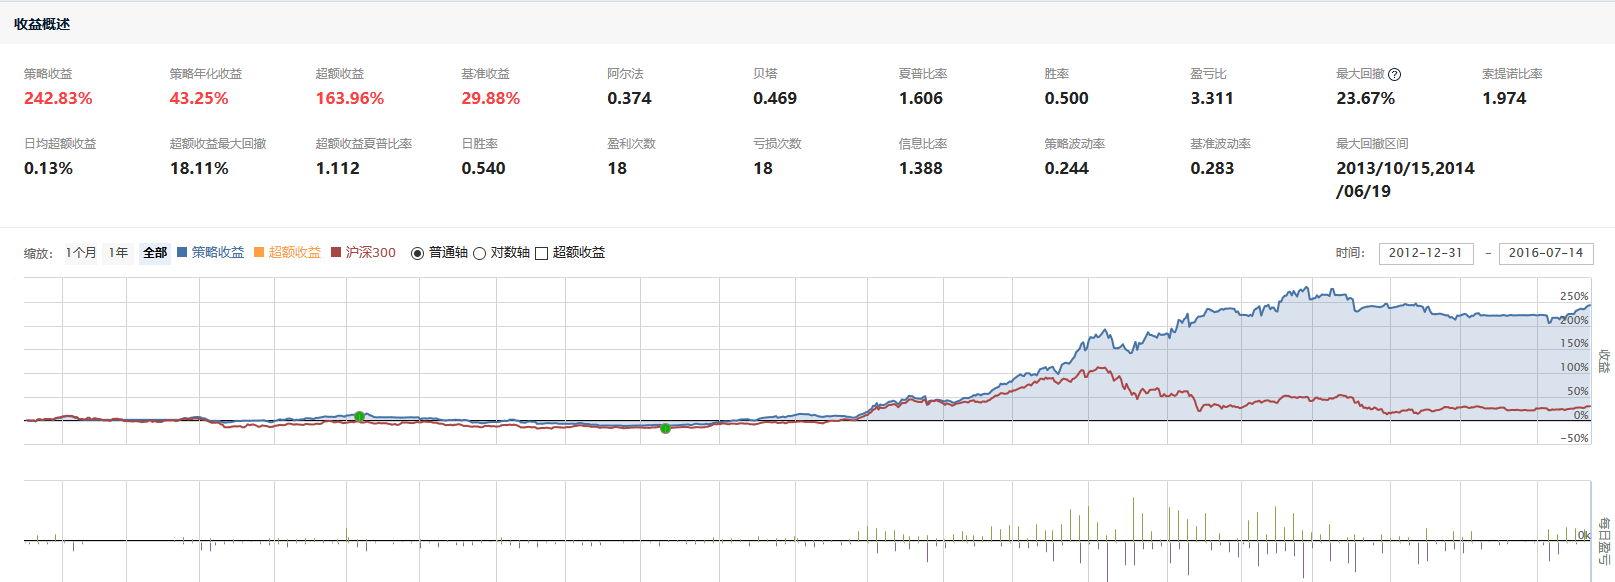 收益概述
策略收益 策略年化收益 超额收益 基准收益 阿尔法 贝塔 夏普比率 胜率 盈亏比 最大回撤 ? 索提诺比率
242.83% 43.25% 163.96% 29.88% 0.374 0.469 1.606 0.500 3.311 23.67% 1.974
日均超额收益 超额收益最大回撤 超额收益夏普比率 日胜率 盈利次数 亏损次数 信息比率 策略波动率 基准波动率 最大回撤区间
0.13% 18.11% 1.112 0.540 18 18 1.388 0.244 0.283 2013/10/15,2014
/06/19
缩放: 1个月 1年 全部 策略收益 超额收益 沪深300 普通轴 对数轴 超额收益 时间: 2012-12-31 - 2016-07-14
250%
200%
150%
100%
50%
0%
-50%
收益
0k
每日盈亏